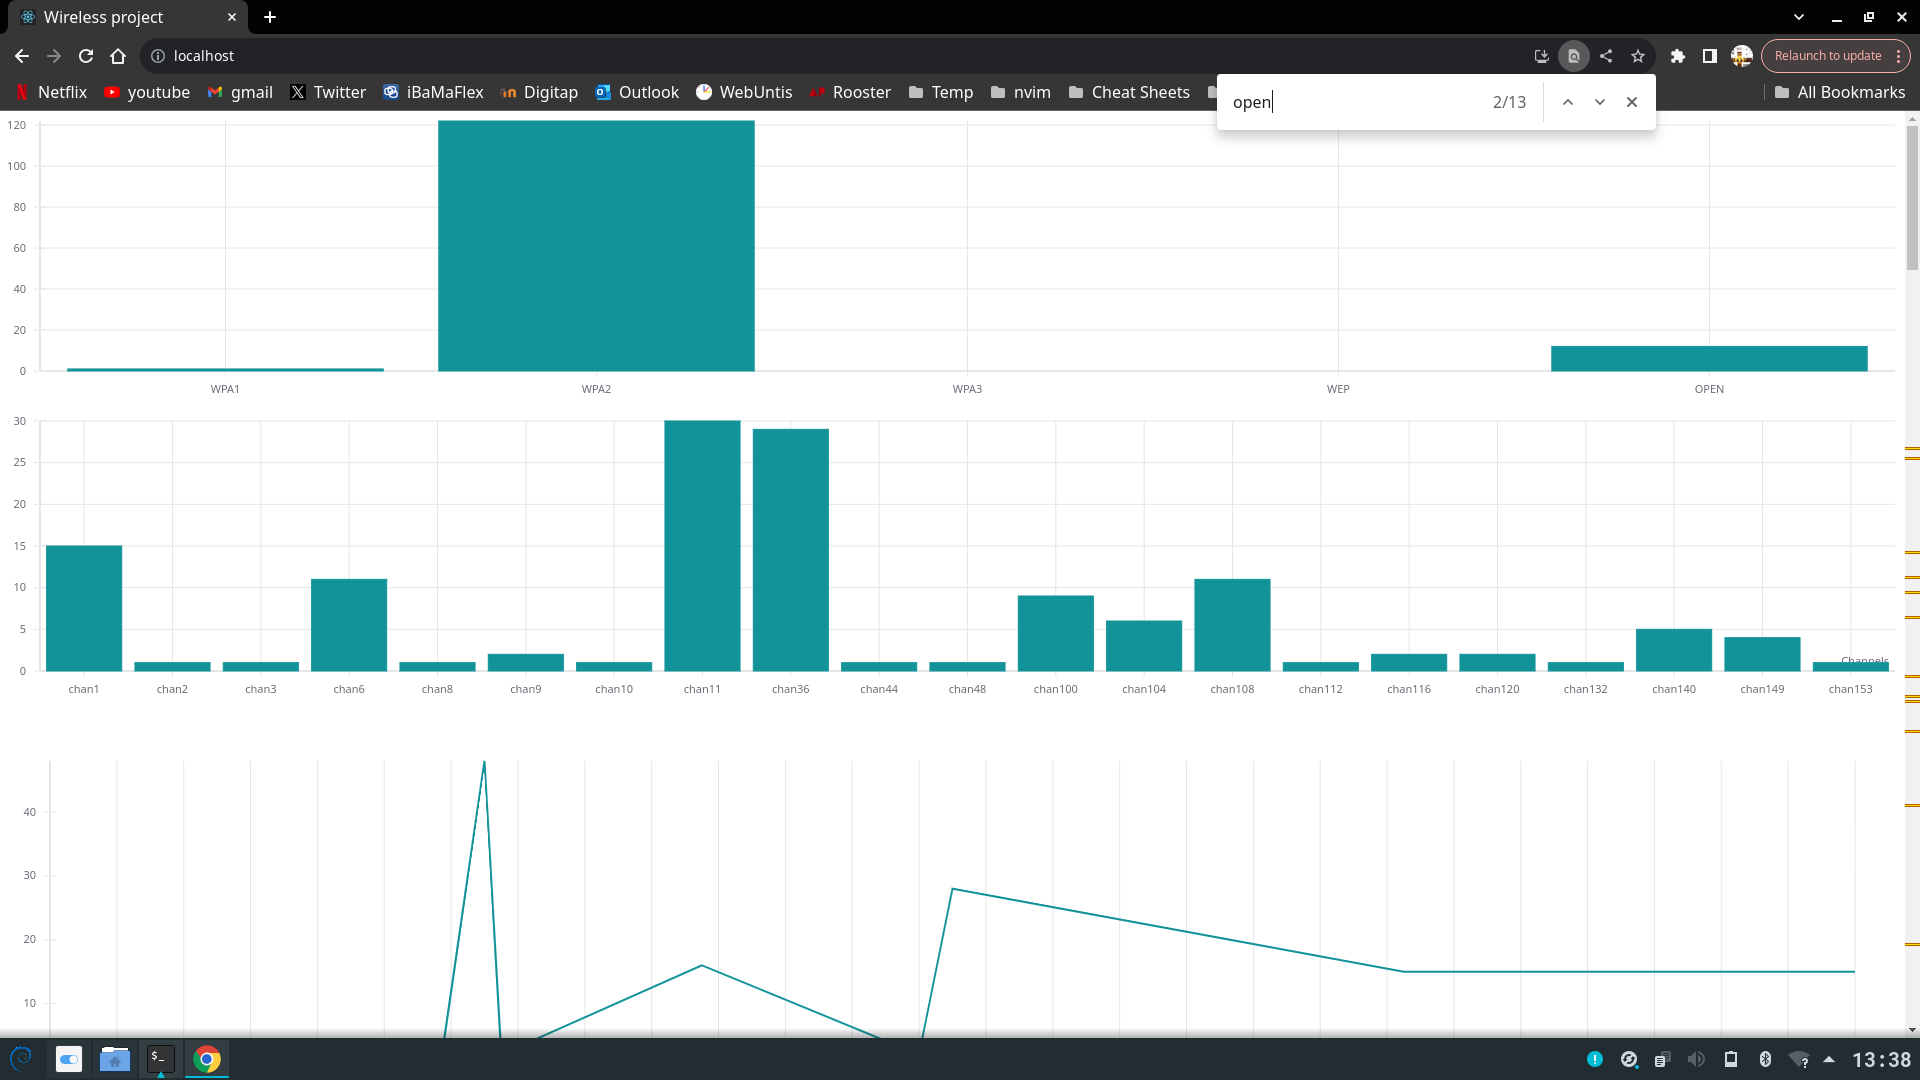 Wireless project
localhost
Relaunch to update
Netflix youtube gmail Twitter iBaMaFlex Digitap Outlook WebUntis Rooster Temp nvim Cheat Sheets All Bookmarks
open 2/13
120
100
80
60
40
20
0
WPA1 WPA2 WPA3 WEP OPEN
30
25
20
15
10
5
0
Channels
chan1 chan2 chan3 chan6 chan8 chan9 chan10 chan11 chan36 chan44 chan48 chan100 chan104 chan108 chan112 chan116 chan120 chan132 chan140 chan149 chan153
40
30
20
10
13:38